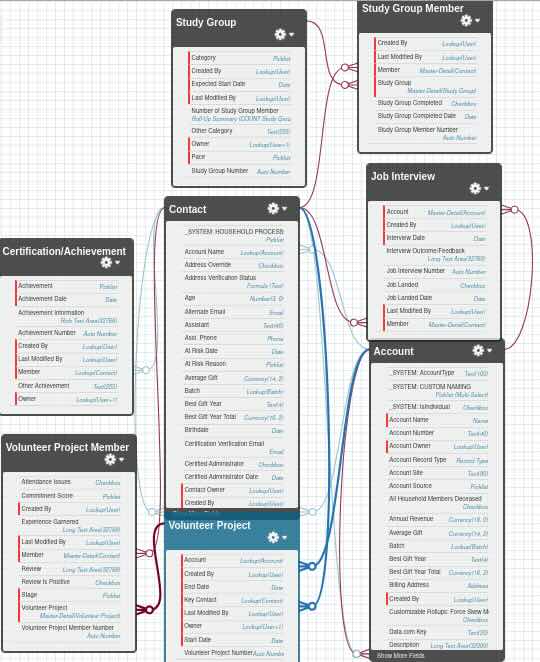 Study Group
Category Picklist
Created By Lookup(User)
Expected Start Date Date
Last Modified By Lookup(User)
Number of Study Group Member
Roll-Up Summary (COUNT Study Grou
Other Category Text(255)
Owner Lookup(User+1)
Pace Picklist
Study Group Number Auto Number
Study Group Member
Created By Lookup(User)
Last Modified By Lookup(User)
Member Master-Detail(Contact)
Study Group
Master-Detail(Study Group)
Study Group Completed Checkbox
Study Group Completed Date Date
Study Group Member Number
Auto Number
Job Interview
Account Master-Detail(Account)
Created By Lookup(User)
Interview Date Date
Interview Outcome/Feedback
Long Text Area(32768)
Job Interview Number Auto Number
Job Landed Checkbox
Job Landed Date Date
Last Modified By Lookup(User)
Member Master-Detail(Contact)
Contact
_SYSTEM: HOUSEHOLD PROCESSI
Picklist
Account Name Lookup(Account)
Address Override Checkbox
Address Verification Status
Formula (Text)
Age Number(3, 0)
Alternate Email Email
Assistant Text(40)
Asst. Phone Phone
At Risk Date Date
At Risk Reason Picklist
Average Gift Currency(14, 2)
Batch Lookup(Batch)
Best Gift Year Text(4)
Best Gift Year Total Currency(16, 2)
Birthdate Date
Certification Verification Email
Email
Certified Administrator Checkbox
Certified Administrator Date Date
Contact Owner Lookup(User)
Created By Lookup(User)
Certification/Achievement
Achievement Picklist
Achievement Date Date
Achievement Information
Rich Text Area(32768)
Achievement Number Auto Number
Created By Lookup(User)
Last Modified By Lookup(User)
Member Lookup(Contact)
Other Achievement Text(255)
Owner Lookup(User+1)
Volunteer Project Member
Attendance Issues Checkbox
Commitment Score Picklist
Created By Lookup(User)
Experience Garnered
Long Text Area(32768)
Last Modified By Lookup(User)
Member Master-Detail(Contact)
Review Long Text Area(32768)
Review Is Positive Checkbox
Stage Picklist
Volunteer Project
Master-Detail(Volunteer Project)
Volunteer Project Member Number
Auto Number
Volunteer Project
Account Lookup(Account)
Created By Lookup(User)
End Date Date
Key Contact Lookup(Contact)
Last Modified By Lookup(User)
Owner Lookup(User+1)
Start Date Date
Volunteer Project Number Auto Numbe
Account
_SYSTEM: AccountType Text(100)
_SYSTEM: CUSTOM NAMING
Picklist (Multi-Select)
_SYSTEM: IsIndividual Checkbox
Account Name Name
Account Number Text(40)
Account Owner Lookup(User)
Account Record Type Record Type
Account Site Text(80)
Account Source Picklist
All Household Members Deceased
Checkbox
Annual Revenue Currency(18, 0)
Average Gift Currency(14, 2)
Batch Lookup(Batch)
Best Gift Year Text(4)
Best Gift Year Total Currency(16, 2)
Billing Address Address
Created By Lookup(User)
Customizable Rollups: Force Skew M
Checkbox
Data.com Key Text(20)
Description Long Text Area(32000)
Show More Fields